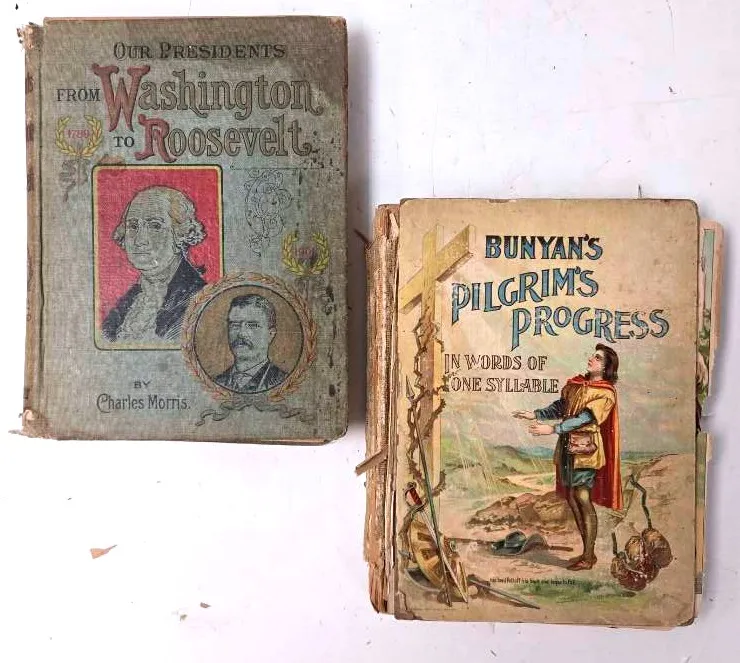 OUR PRESIDENTS
FROM Washington
1789
TO Roosevelt
BY
Charles Morris.
BUNYAN'S
PILGRIM'S
PROGRESS
IN WORDS OF
ONE SYLLABLE